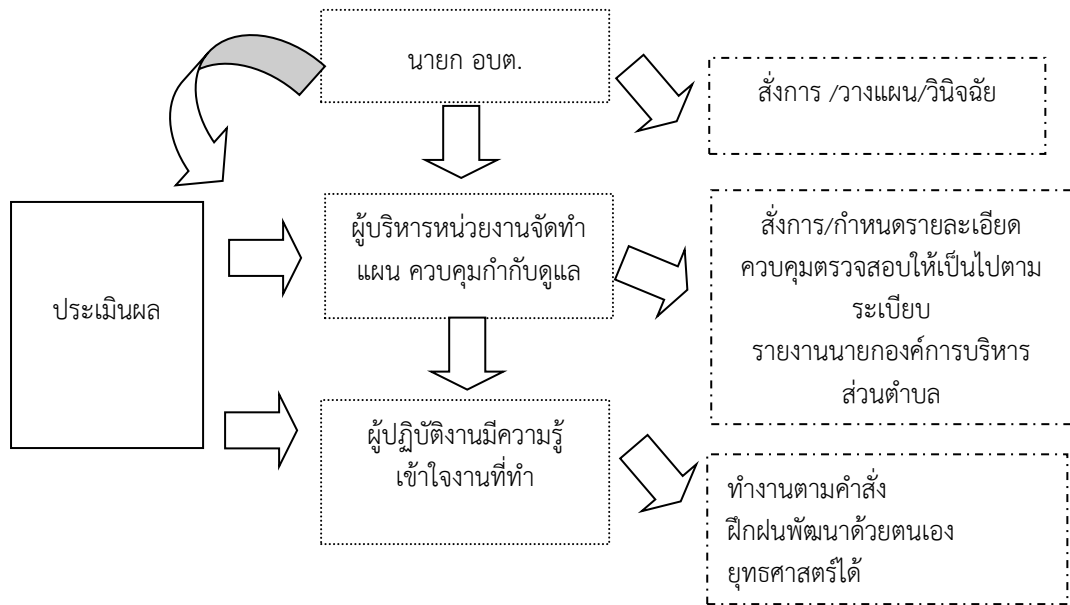 นายก อบต.
สั่งการ /วางแผน/วินิจฉัย
ผู้บริหารหน่วยงานจัดทำ
แผน ควบคุมกำกับดูแล
สั่งการ/กำหนดรายละเอียด
ควบคุมตรวจสอบให้เป็นไปตาม
ระเบียบ
รายงานนายกองค์การบริหาร
ส่วนตำบล
ประเมินผล
ผู้ปฏิบัติงานมีความรู้
เข้าใจงานที่ทำ
ทำงานตามคำสั่ง
ฝึกฝนพัฒนาด้วยตนเอง
ยุทธศาสตร์ได้